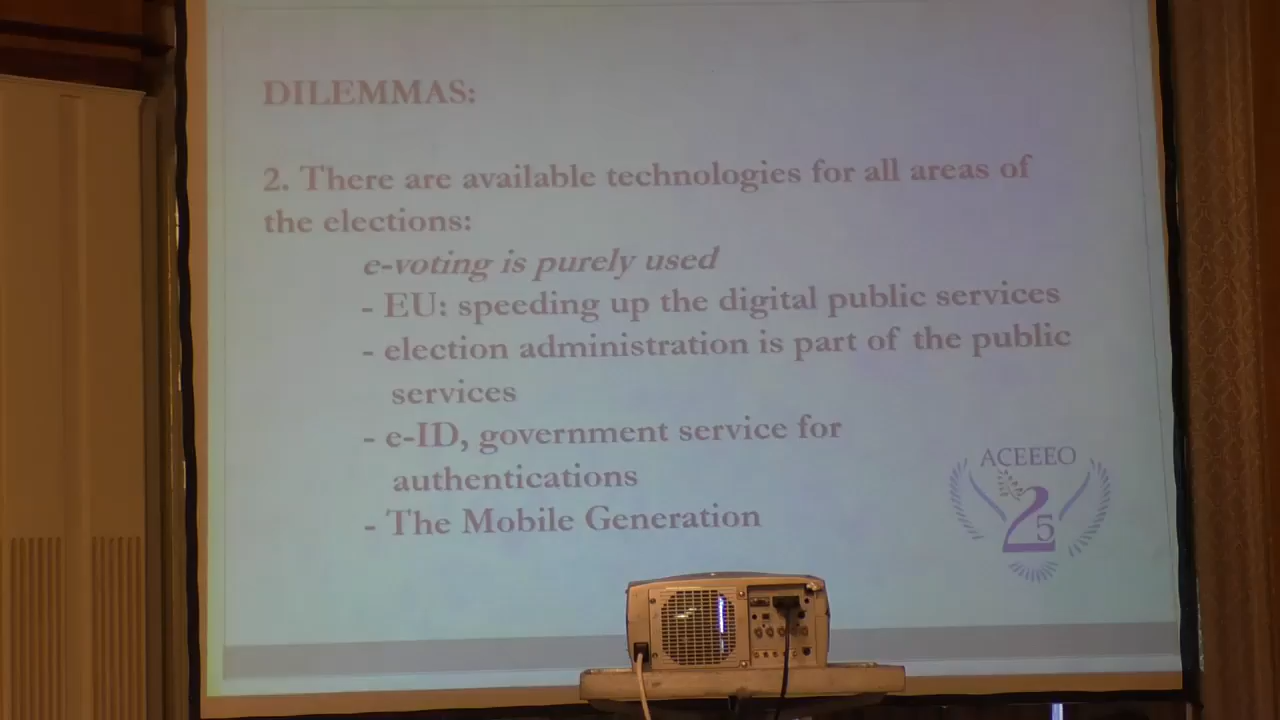 DILEMMAS:
2. There are available technologies for all areas of
the elections:
e-voting is purely used
- EU: speeding up the digital public services
- election administration is part of the public
services
- e-ID, government service for
authentications
- The Mobile Generation
ACEEEO
25